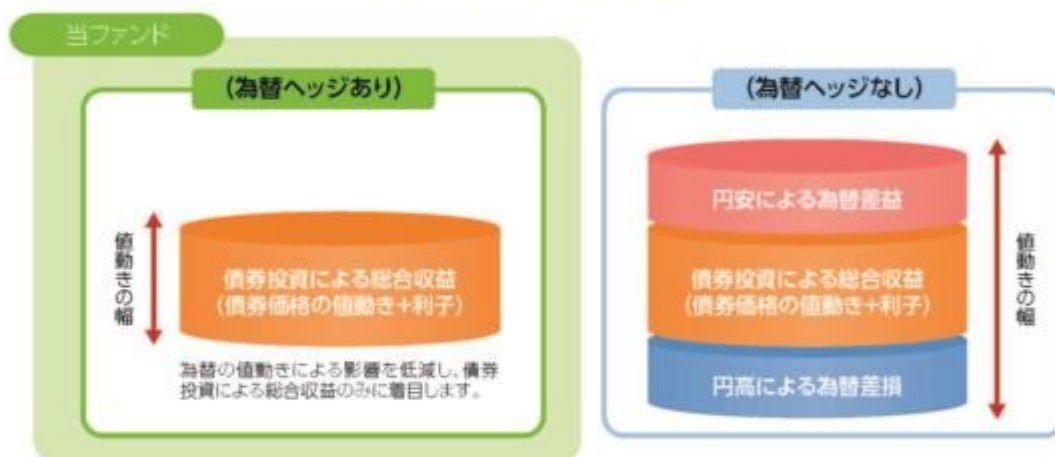 当ファンド
(為替ヘッジあり)
値動きの幅
債券投資による総合収益
(債券価格の値動き+利子)
為替の値動きによる影響を低減し、債券
投資による総合収益のみに着目します。
(為替ヘッジなし)
円安による為替差益
債券投資による総合収益
(債券価格の値動き+利子)
円高による為替差損
値動きの幅